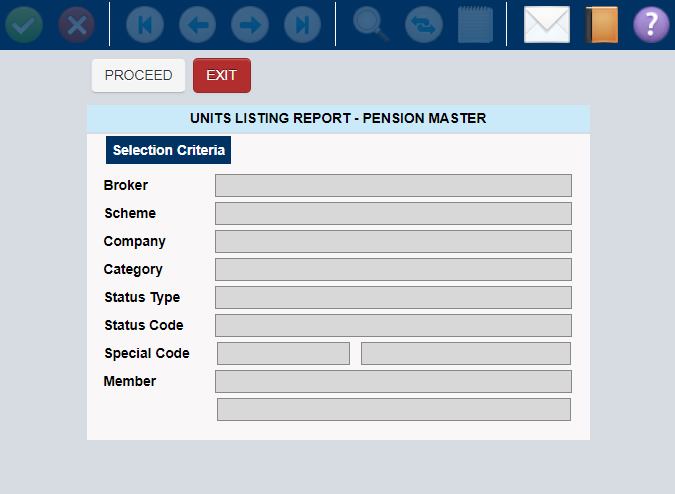 PROCEED EXIT
UNITS LISTING REPORT - PENSION MASTER
Selection Criteria
Broker
Scheme
Company
Category
Status Type
Status Code
Special Code
Member